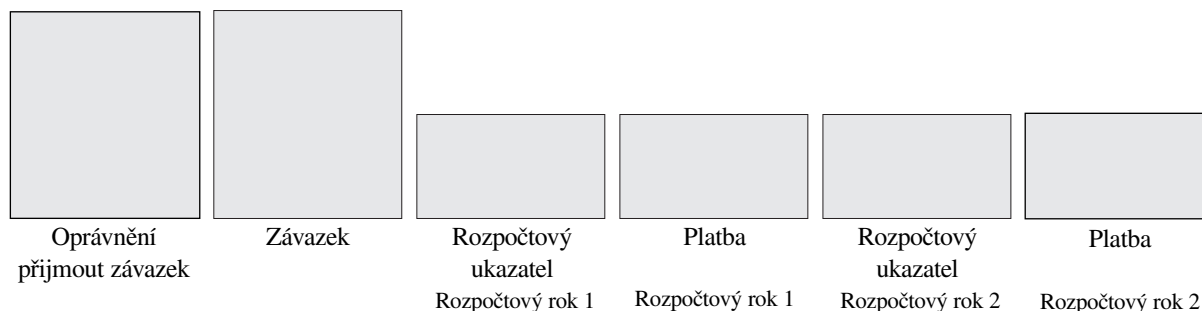 Oprávnění
přijmout závazek
Závazek
Rozpočtový
ukazatel
Rozpočtový rok 1
Platba
Rozpočtový rok 1
Rozpočtový
ukazatel
Rozpočtový rok 2
Platba
Rozpočtový rok 2